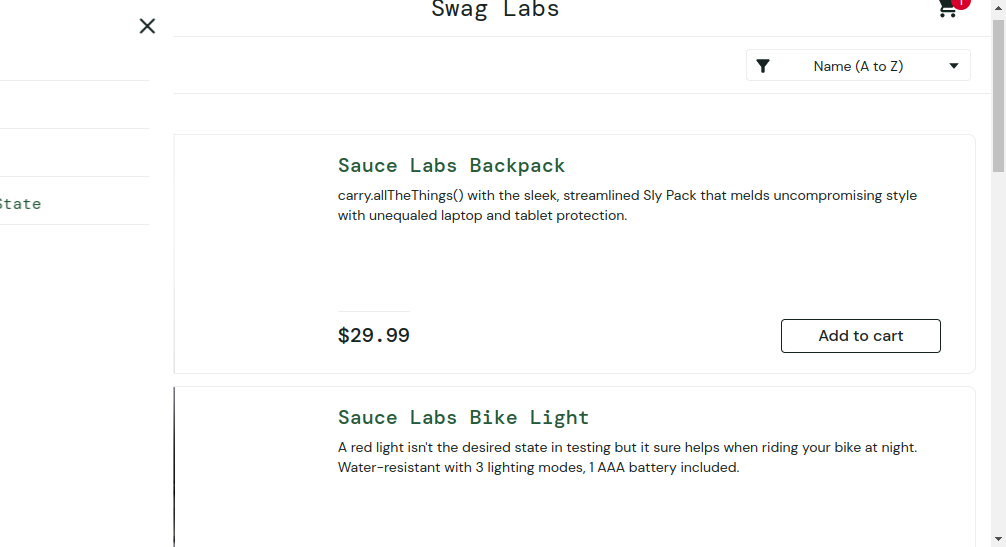 Swag Labs
1
Name (A to Z)
State
Sauce Labs Backpack
carry.allTheThings() with the sleek, streamlined Sly Pack that melds uncompromising style
with unequaled laptop and tablet protection.
$29.99
Add to cart
Sauce Labs Bike Light
A red light isn't the desired state in testing but it sure helps when riding your bike at night.
Water-resistant with 3 lighting modes, 1 AAA battery included.